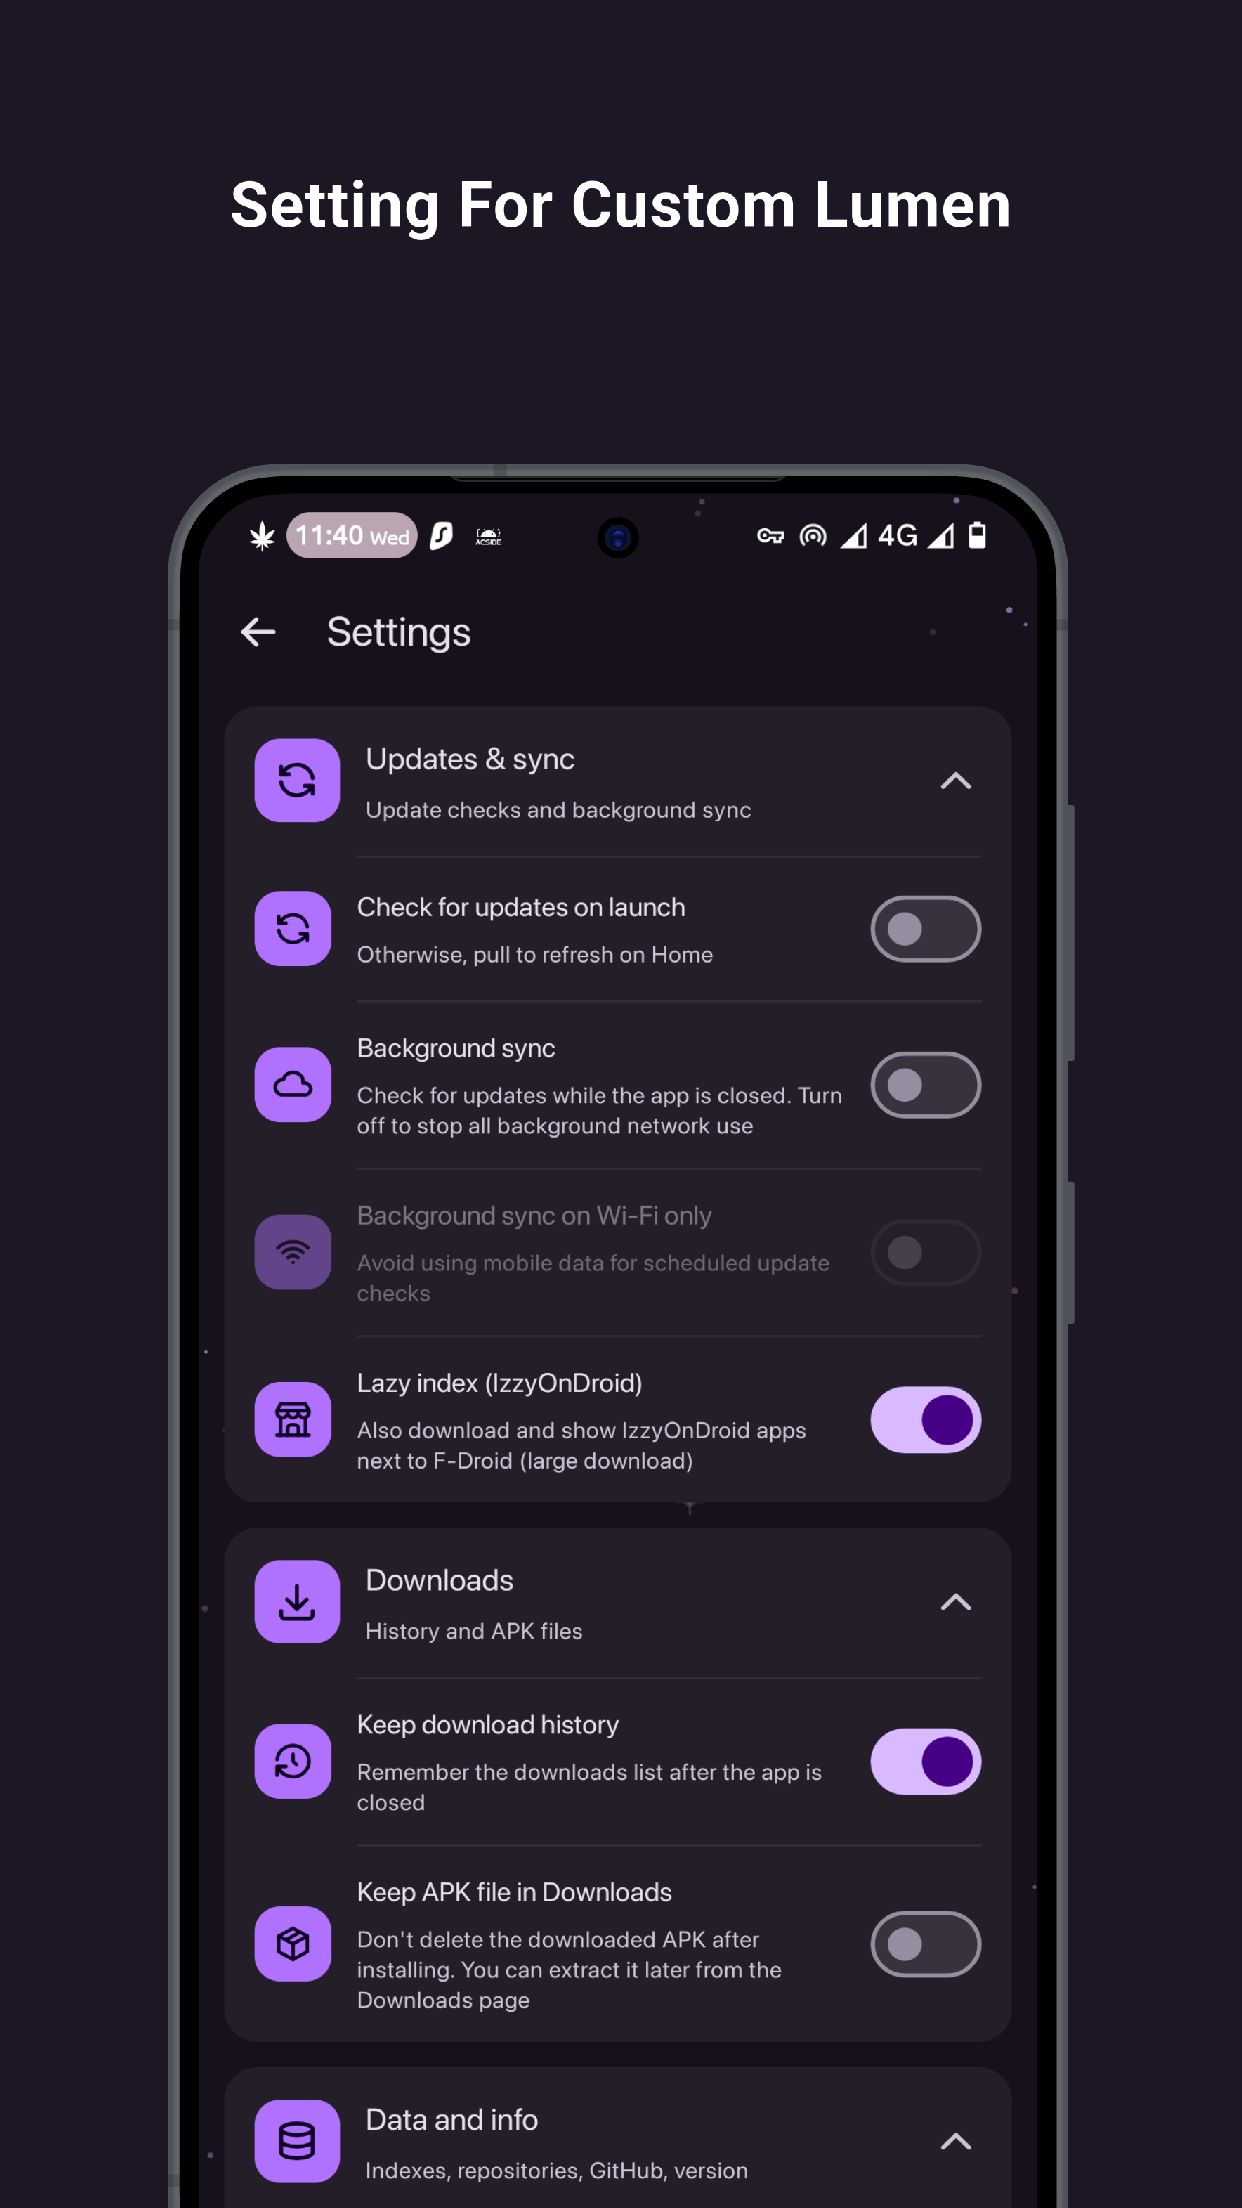 Setting For Custom Lumen
11:40 Wed
ACSIDE
4G
Settings
Updates & sync
Update checks and background sync
Check for updates on launch
Otherwise, pull to refresh on Home
Background sync
Check for updates while the app is closed. Turn
off to stop all background network use
Background sync on Wi-Fi only
Avoid using mobile data for scheduled update
checks
Lazy index (IzzyOnDroid)
Also download and show IzzyOnDroid apps
next to F-Droid (large download)
Downloads
History and APK files
Keep download history
Remember the downloads list after the app is
closed
Keep APK file in Downloads
Don't delete the downloaded APK after
installing. You can extract it later from the
Downloads page
Data and info
Indexes, repositories, GitHub, version